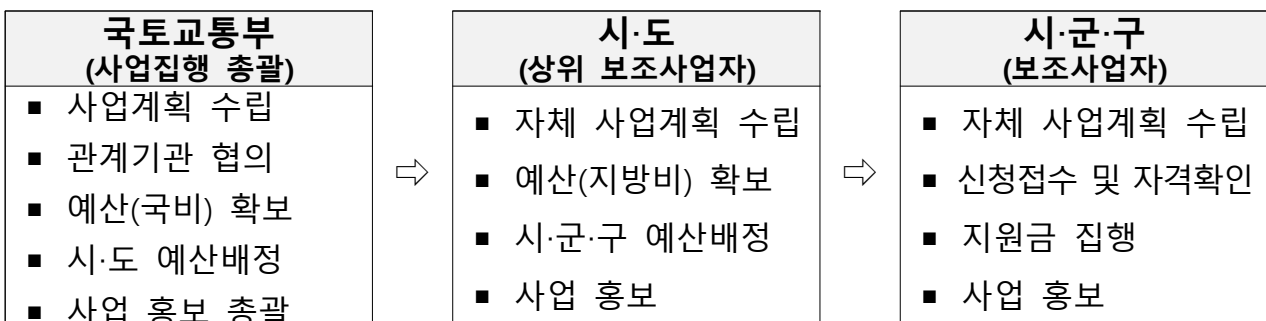 국토교통부
(사업집행 총괄)
■ 사업계획 수립
■ 관계기관 협의
■ 예산(국비) 확보
■ 시·도 예산배정
■ 사업 홍보 총괄
⇨
시·도
(상위 보조사업자)
■ 자체 사업계획 수립
■ 예산(지방비) 확보
■ 시·군·구 예산배정
■ 사업 홍보
⇨
시·군·구
(보조사업자)
■ 자체 사업계획 수립
■ 신청접수 및 자격확인
■ 지원금 집행
■ 사업 홍보